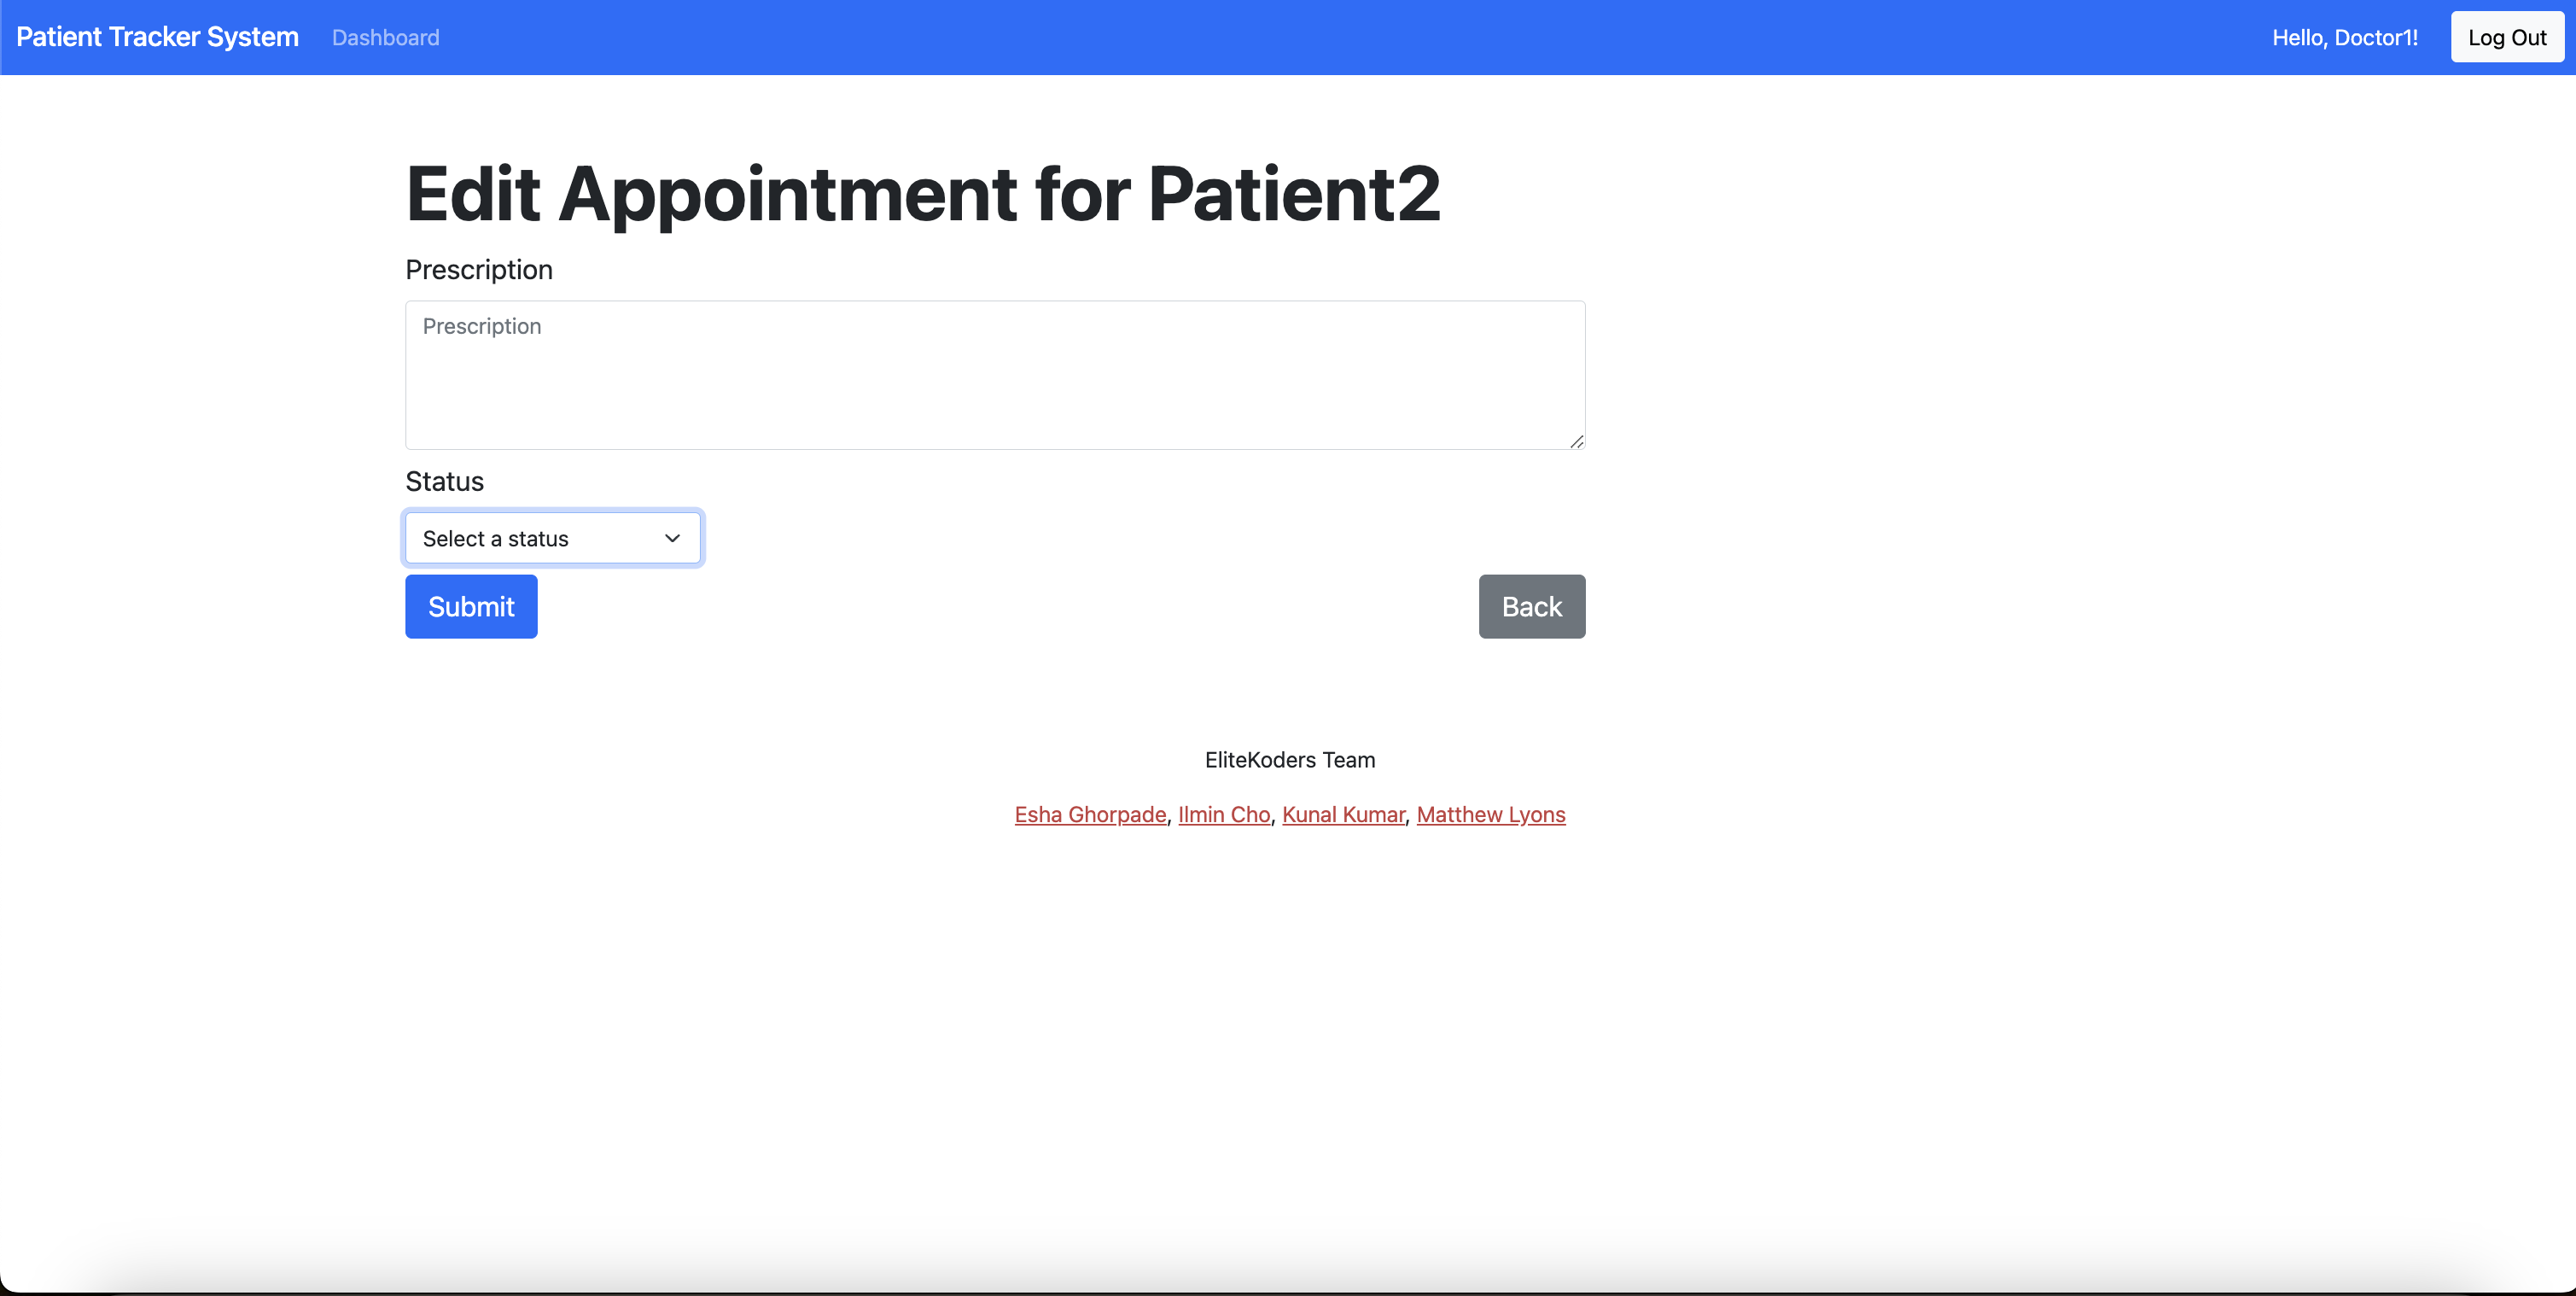 Patient Tracker System Dashboard Hello, Doctor1! Log Out
Edit Appointment for Patient2
Prescription
Prescription
Status
Select a status
Submit Back
EliteKoders Team
Esha Ghorpade, Ilmin Cho, Kunal Kumar, Matthew Lyons